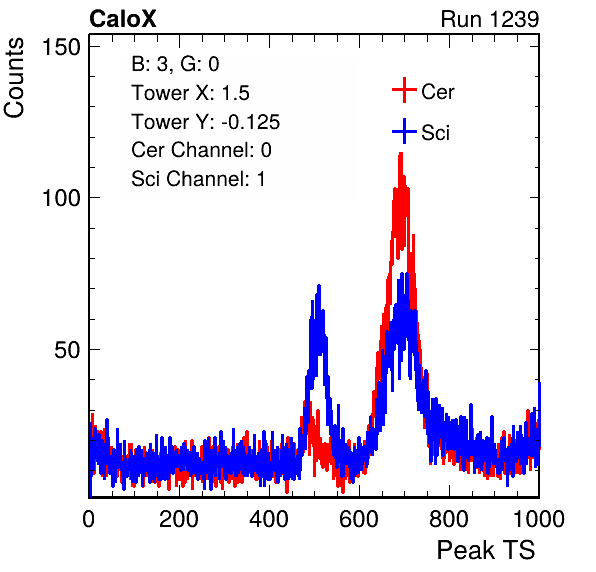 CaloX
Run 1239
Counts
150
100
50
B: 3, G: 0
Tower X: 1.5
Tower Y: -0.125
Cer Channel: 0
Sci Channel: 1
Cer
Sci
0 200 400 600 800 1000
Peak TS